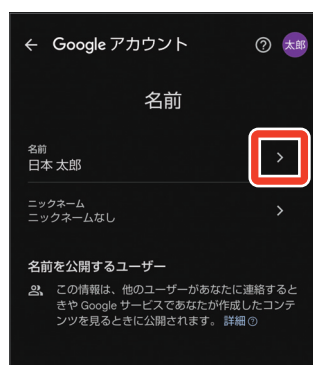 Google アカウント
太郎
名前
名前
日本 太郎
ニックネーム
ニックネームなし
名前を公開するユーザー
この情報は、他のユーザーがあなたに連絡すると
きや Google サービスであなたが作成したコンテ
ンツを見るときに公開されます。詳細